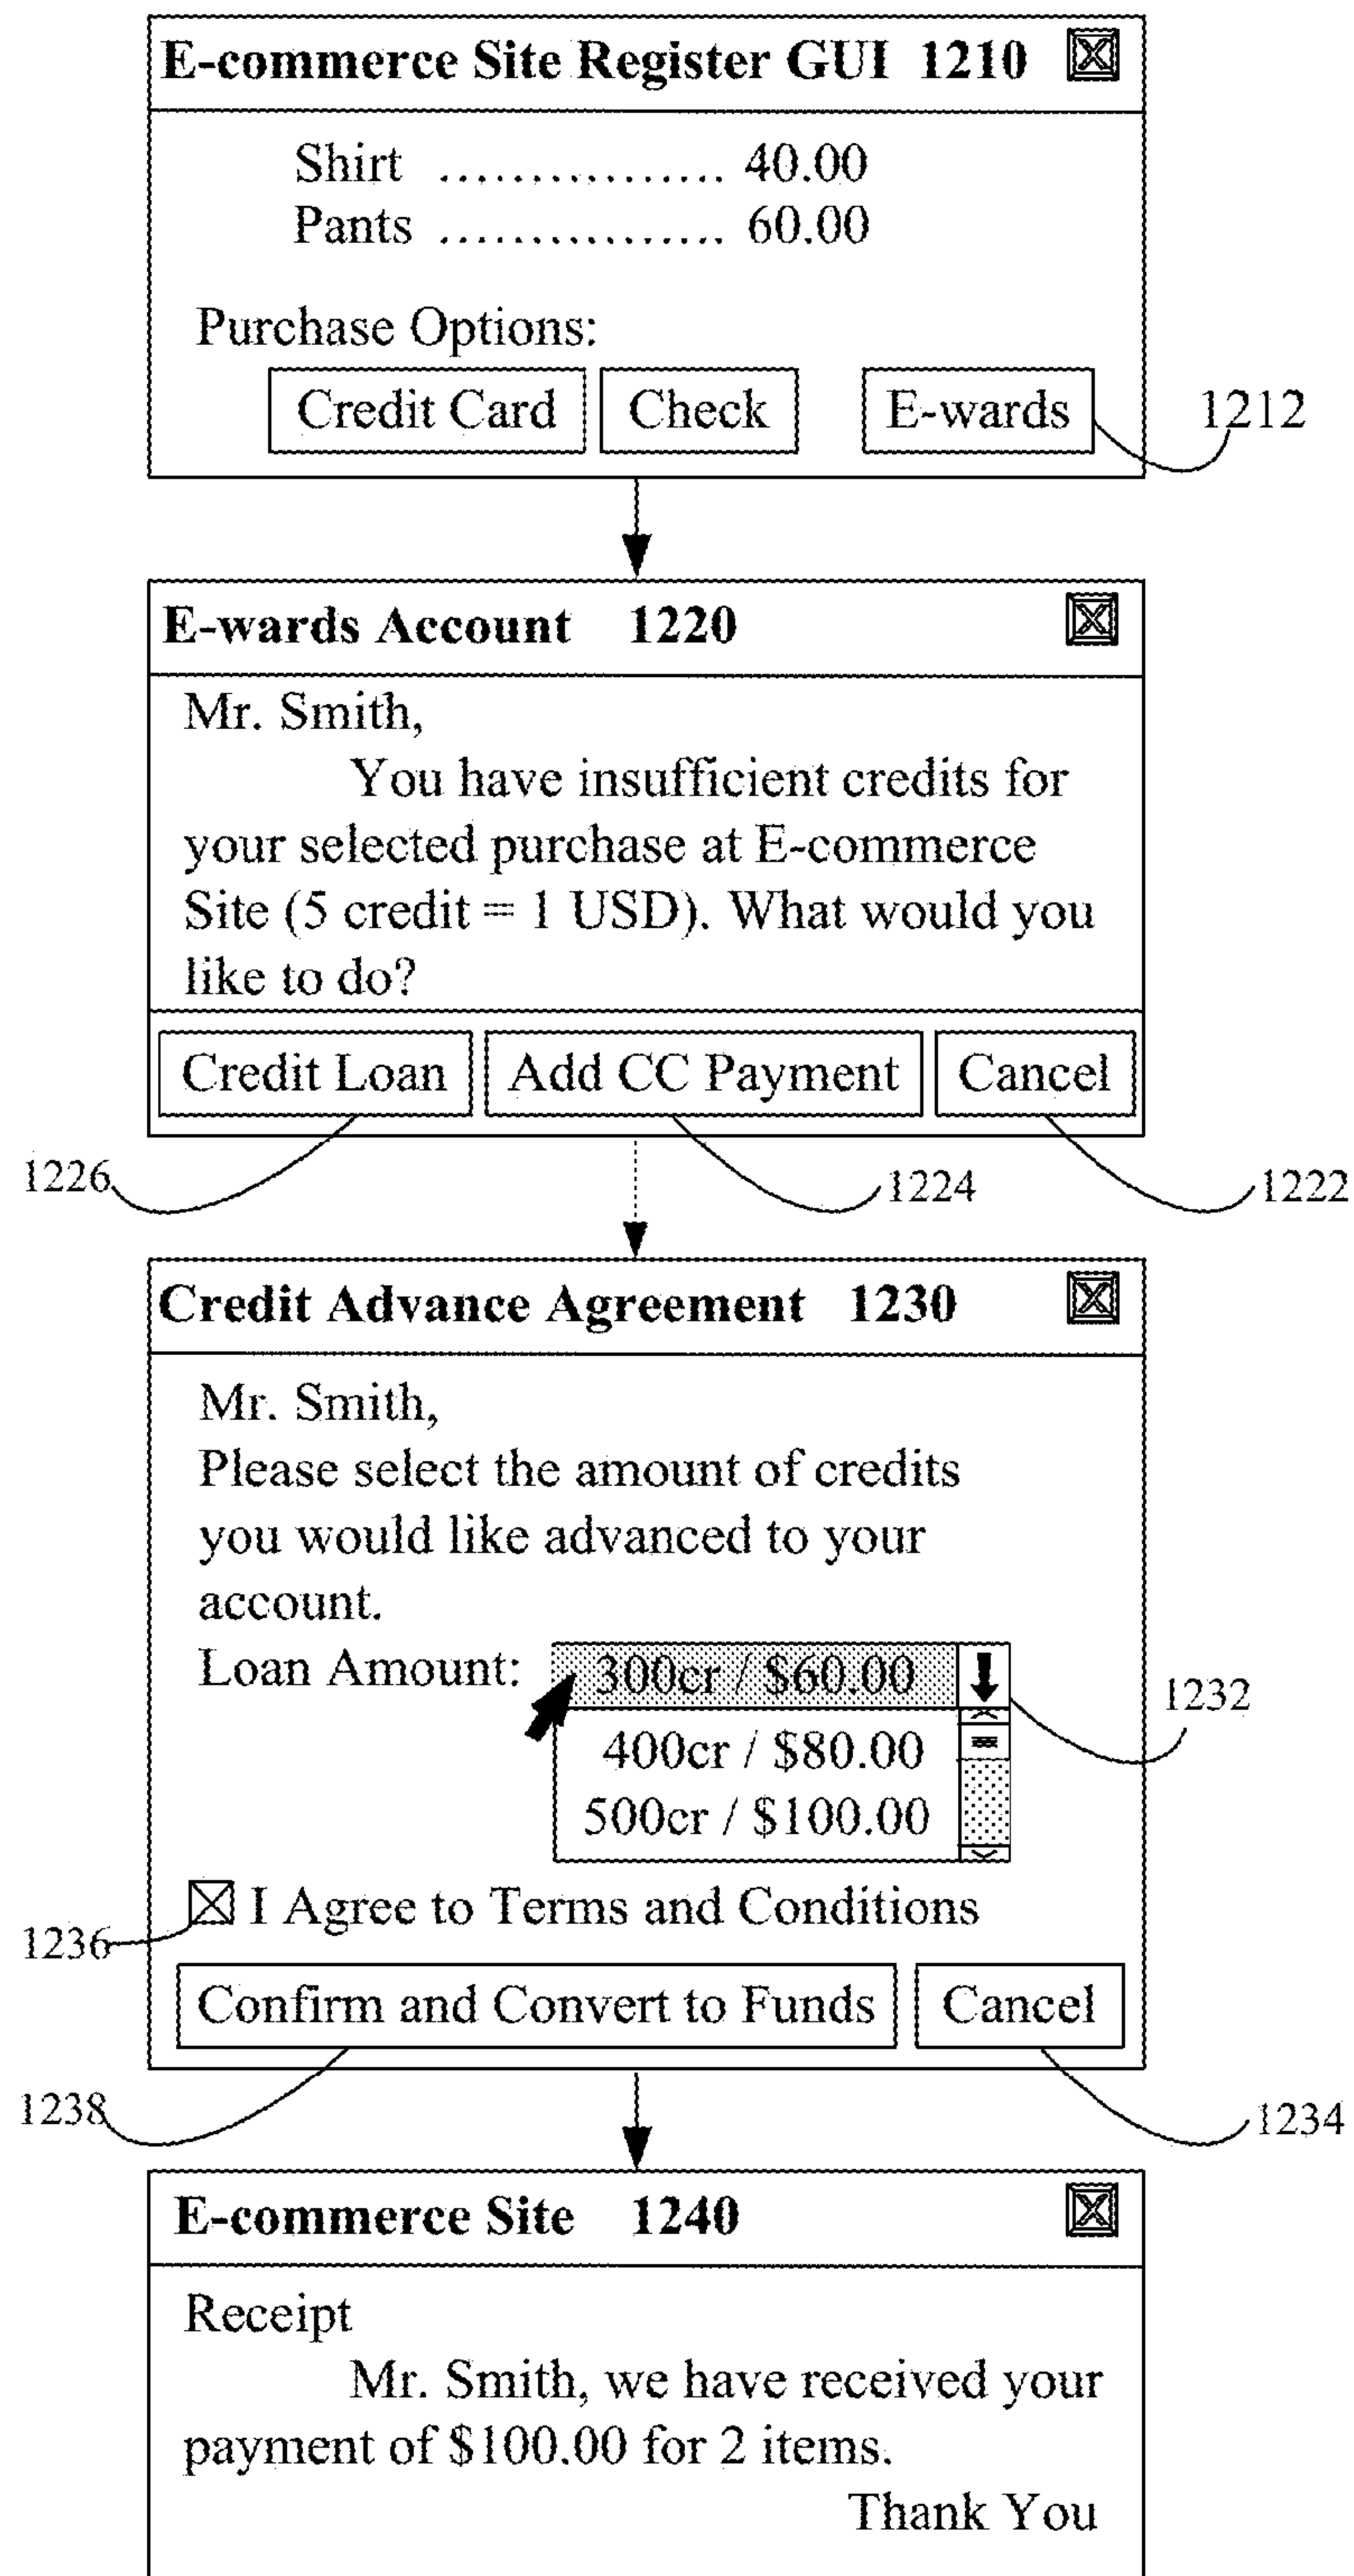 E-commerce Site Register GUI 1210
Shirt ................ 40.00
Pants ................ 60.00
Purchase Options:
Credit Card Check E-wards 1212
E-wards Account 1220
Mr. Smith,
You have insufficient credits for
your selected purchase at E-commerce
Site (5 credit = 1 USD). What would you
like to do?
Credit Loan Add CC Payment Cancel
1226 1224 1222
Credit Advance Agreement 1230
Mr. Smith,
Please select the amount of credits
you would like advanced to your
account.
Loan Amount: 300cr / $60.00
1232
400cr / $80.00
500cr / $100.00
I Agree to Terms and Conditions
1236
Confirm and Convert to Funds Cancel
1238 1234
E-commerce Site 1240
Receipt
Mr. Smith, we have received your
payment of $100.00 for 2 items.
Thank You